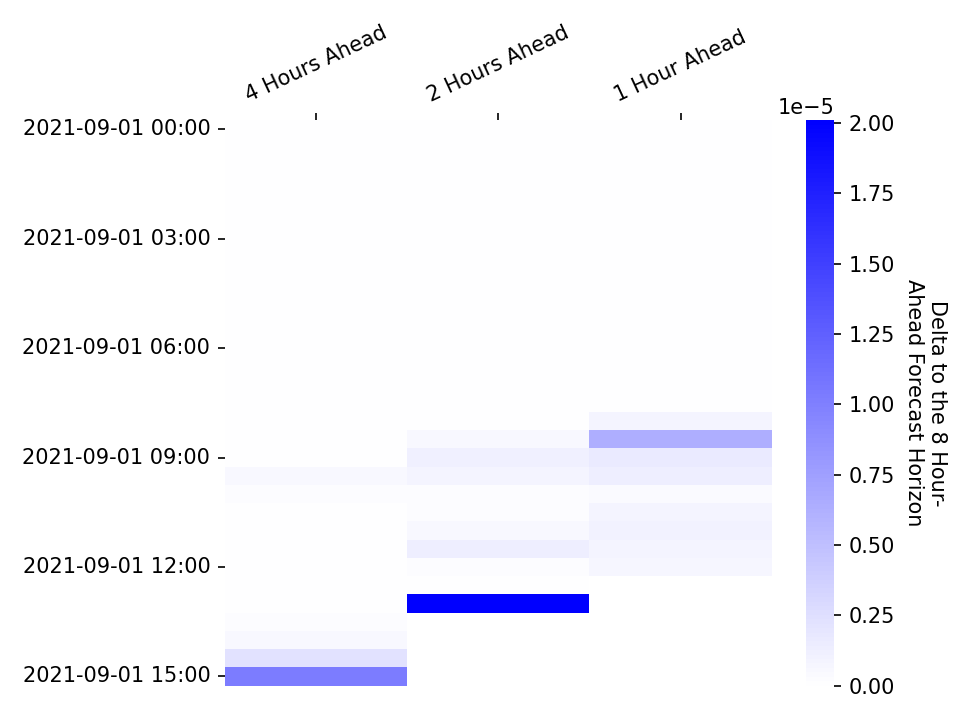 4 Hours Ahead
2 Hours Ahead
1 Hour Ahead
1e−5
2021-09-01 00:00
2021-09-01 03:00
2021-09-01 06:00
2021-09-01 09:00
2021-09-01 12:00
2021-09-01 15:00
2.00
1.75
1.50
1.25
1.00
0.75
0.50
0.25
0.00
Delta to the 8 Hour-
Ahead Forecast Horizon